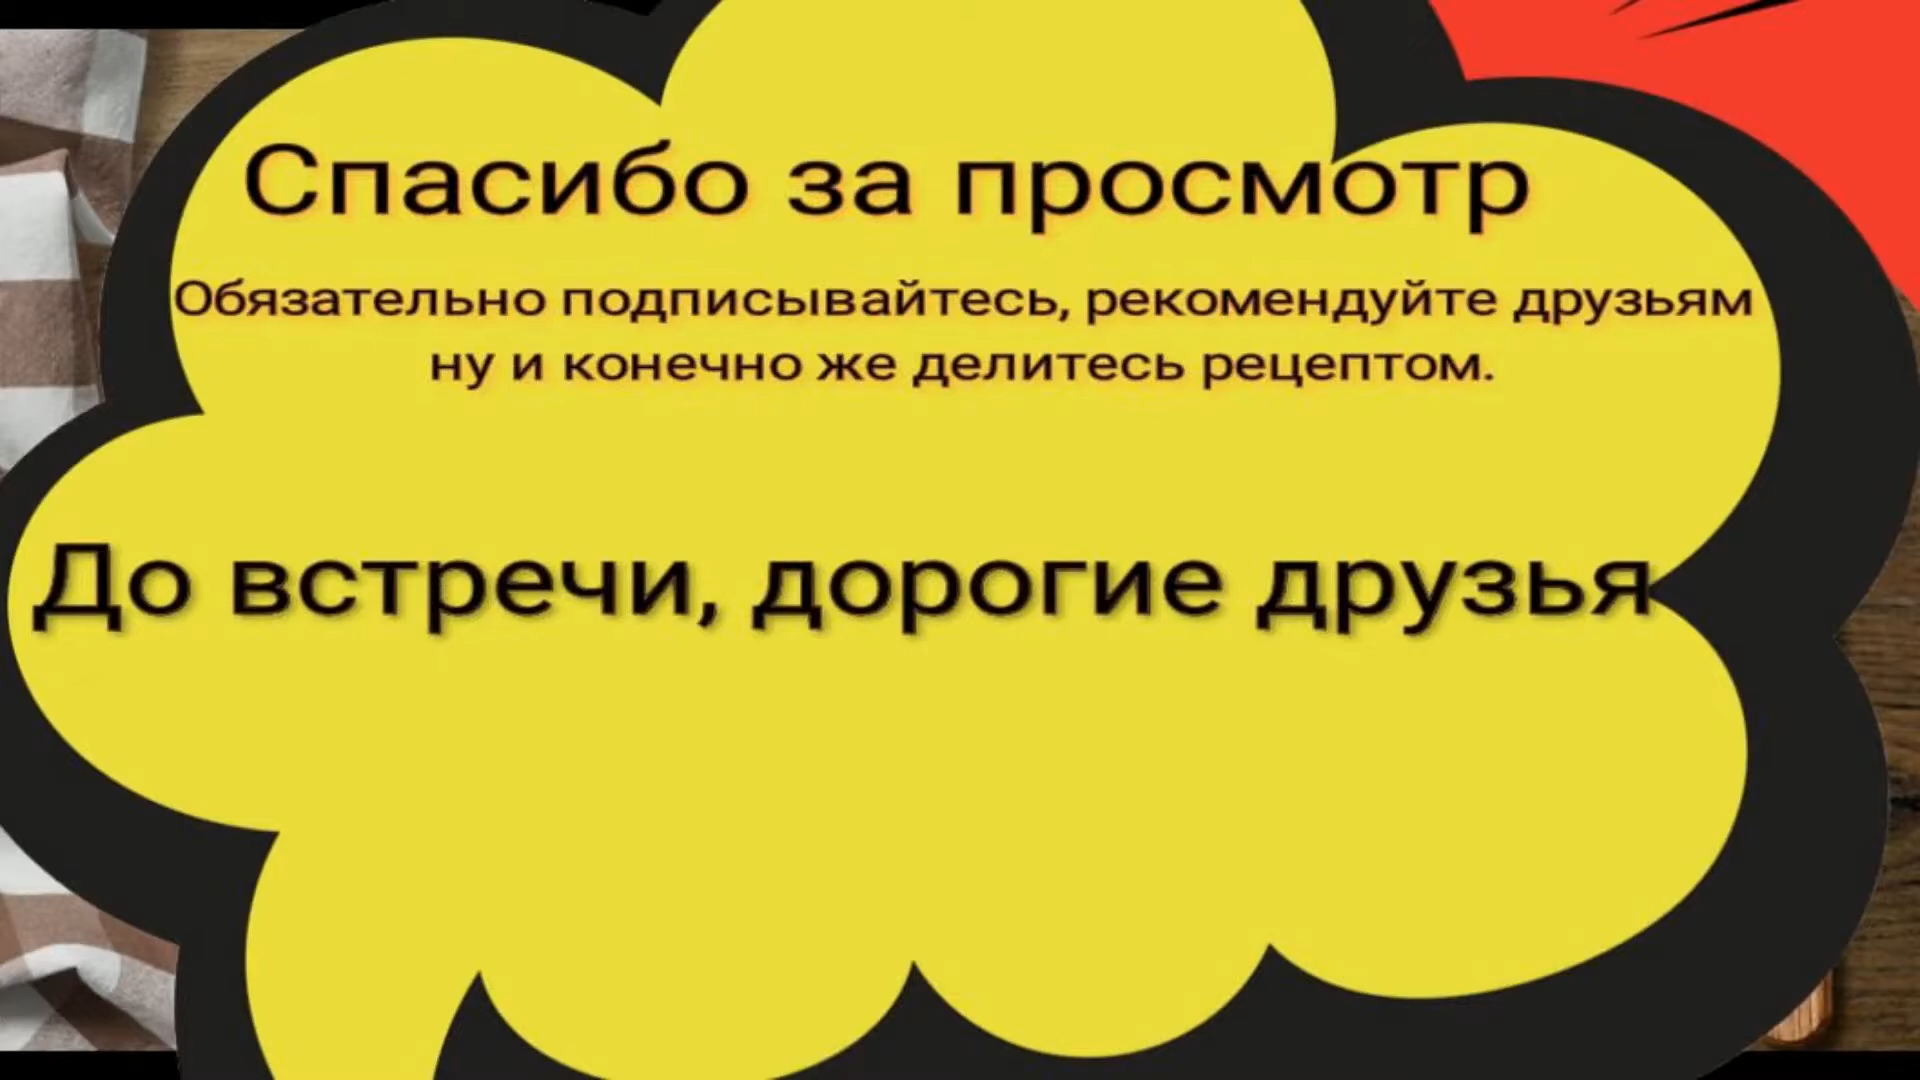 Спасибо за просмотр
Обязательно подписывайтесь, рекомендуйте друзьям
ну и конечно же делитесь рецептом.
До встречи, дорогие друзья